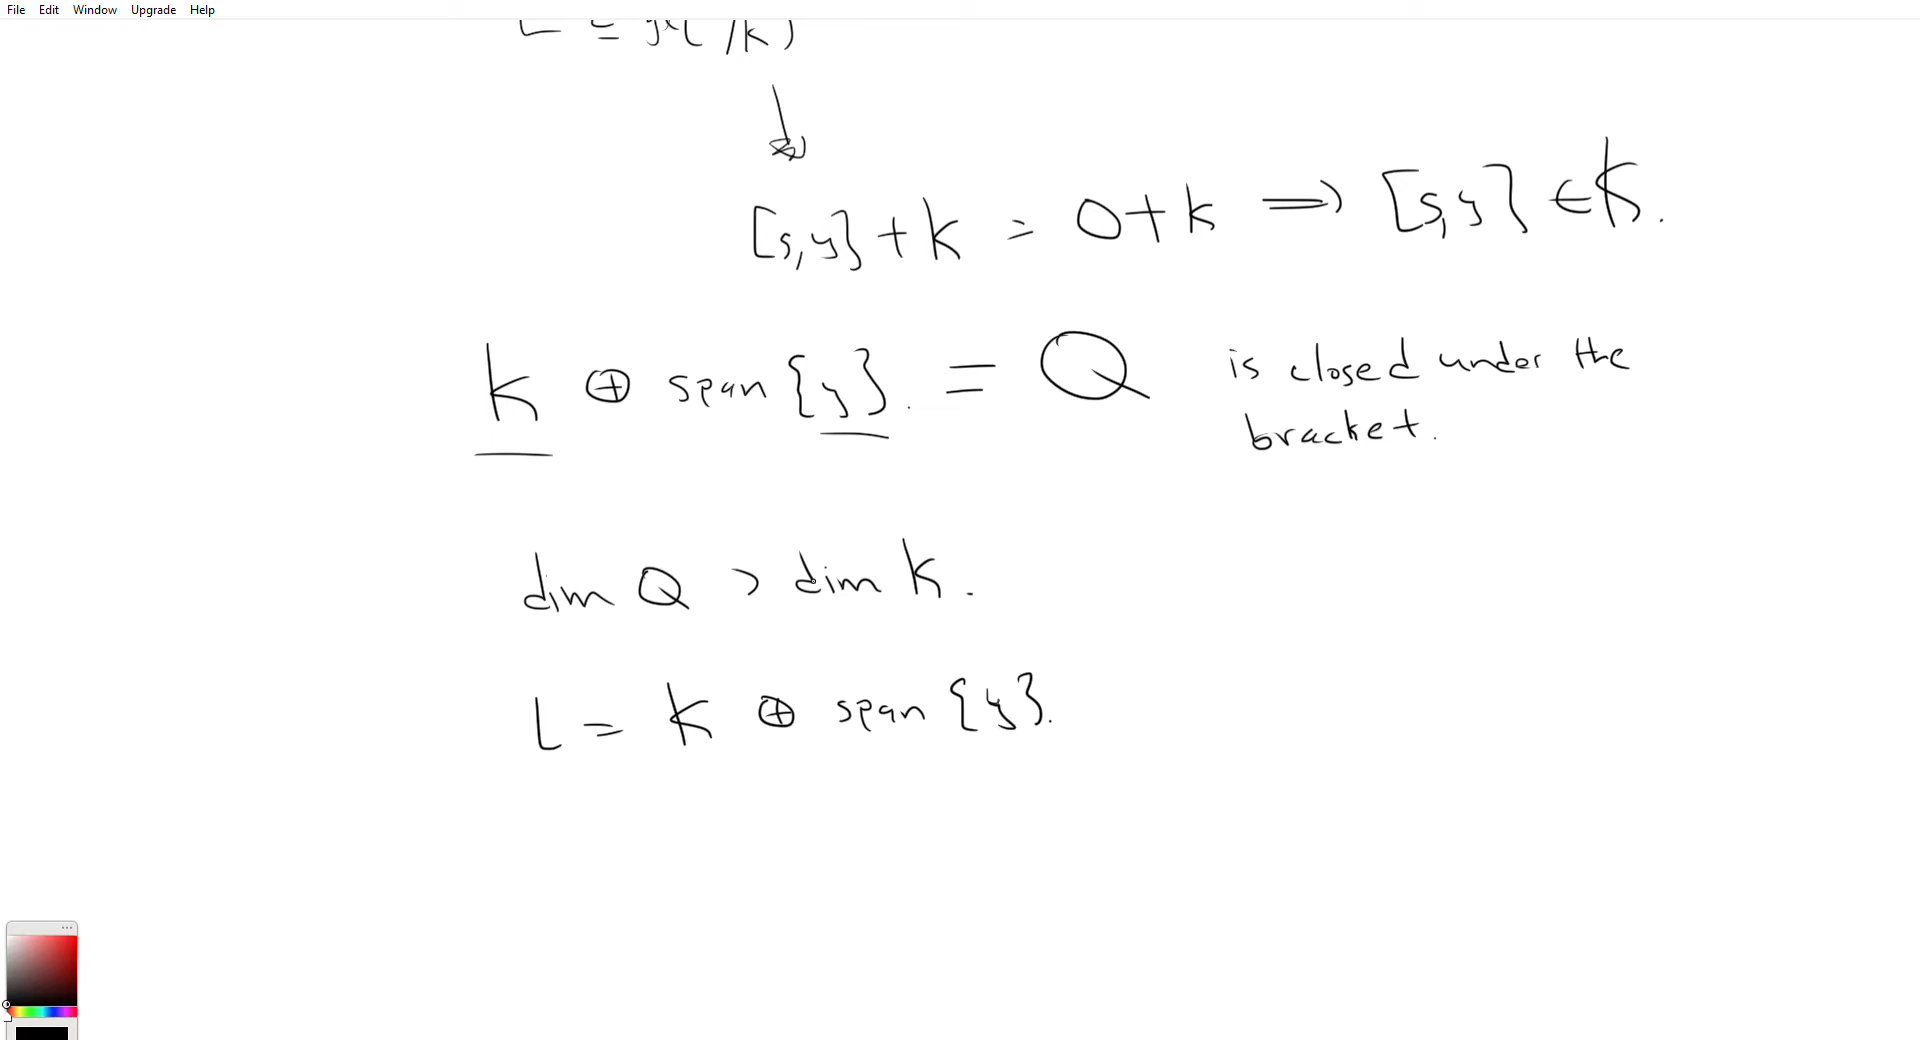 File Edit Window Upgrade Help
[s,y] + K = 0 + K ⟹ [s,y] ∈ K.
K ⊕ span {y}. = Q is closed under the
bracket.
dim Q > dim K.
L = K ⊕ span {y}.